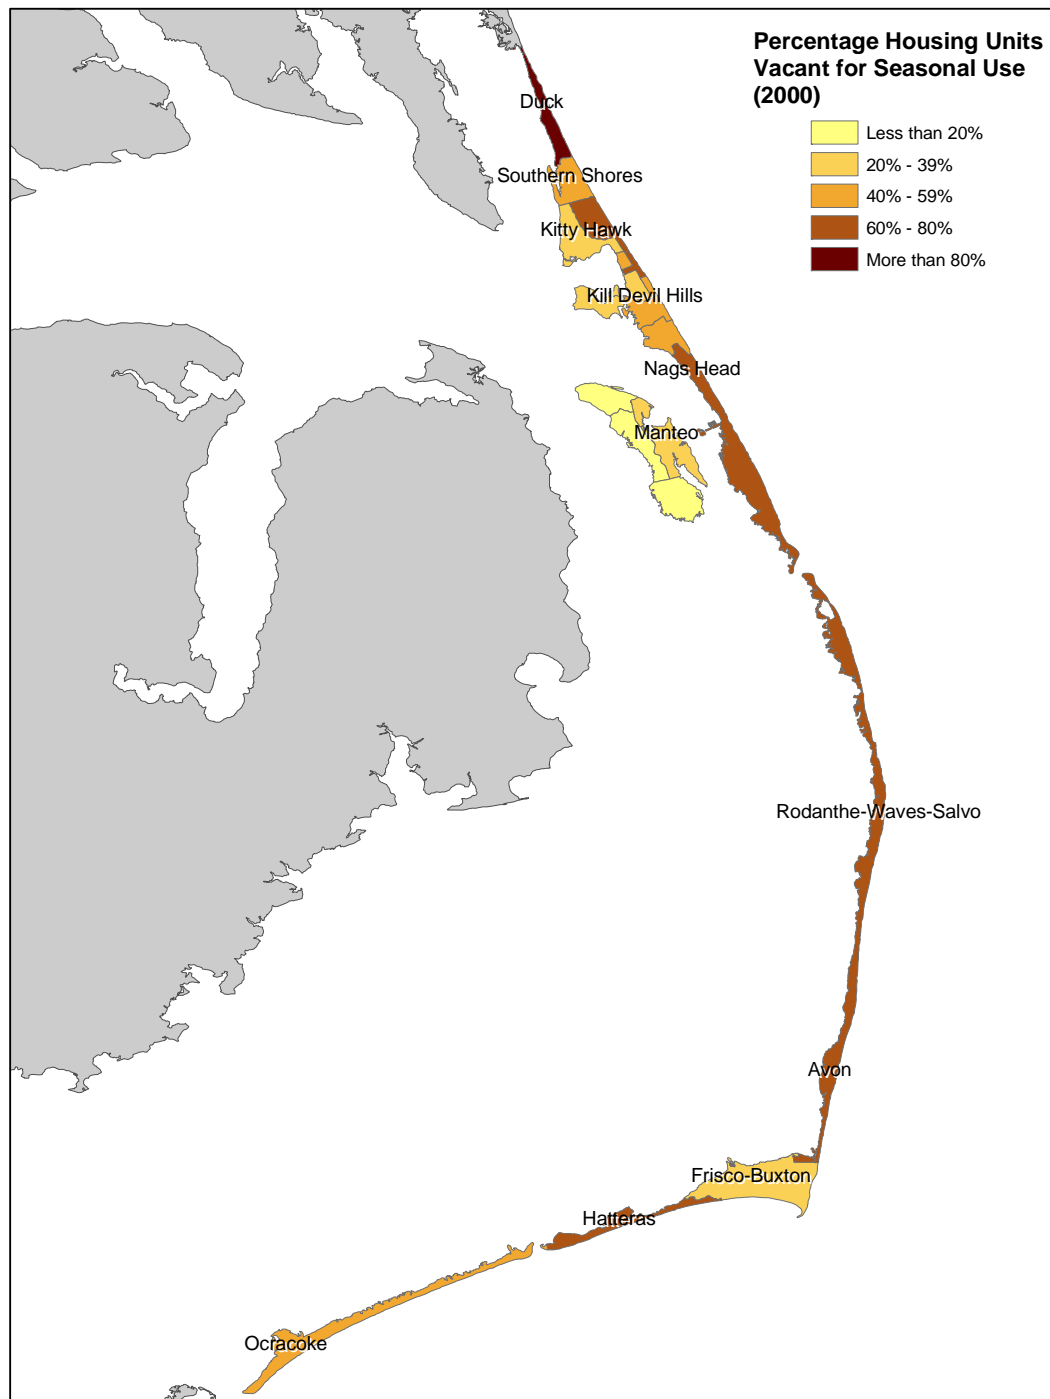 Percentage Housing Units
Vacant for Seasonal Use
(2000)
Less than 20%
20% - 39%
40% - 59%
60% - 80%
More than 80%
Duck
Southern Shores
Kitty Hawk
Kill Devil Hills
Nags Head
Manteo
Rodanthe-Waves-Salvo
Avon
Frisco-Buxton
Hatteras
Ocracoke